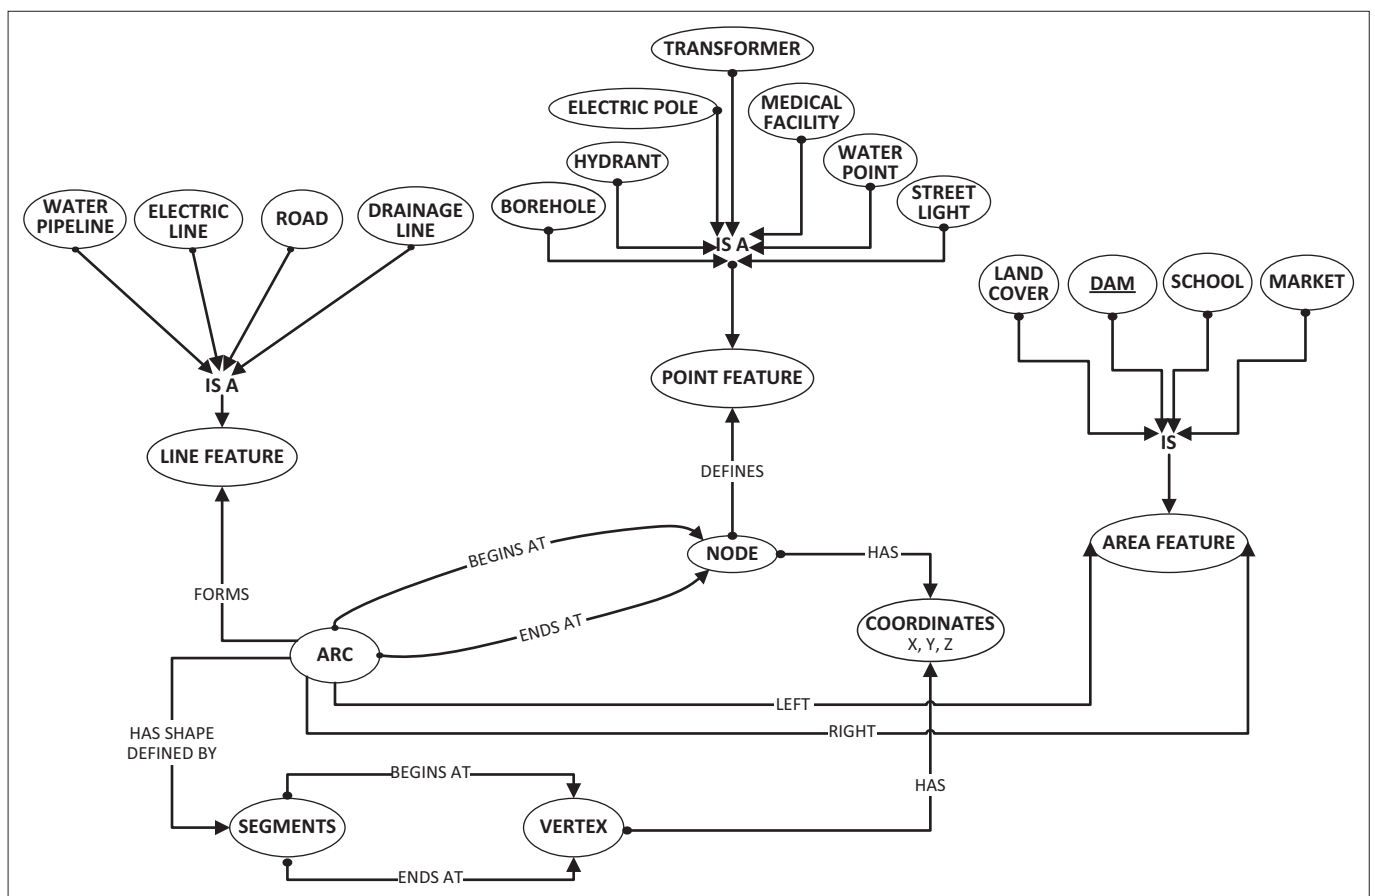 TRANSFORMER
ELECTRIC POLE
MEDICAL
FACILITY
HYDRANT
WATER
POINT
BOREHOLE
STREET
LIGHT
WATER
PIPELINE
ELECTRIC
LINE
ROAD
DRAINAGE
LINE
IS A
LAND
COVER
DAM
SCHOOL
MARKET
IS A
POINT FEATURE
IS
LINE FEATURE
DEFINES
AREA FEATURE
BEGINS AT
NODE
HAS
FORMS
ENDS AT
COORDINATES
X, Y, Z
ARC
LEFT
RIGHT
HAS SHAPE
DEFINED BY
BEGINS AT
HAS
SEGMENTS
VERTEX
ENDS AT